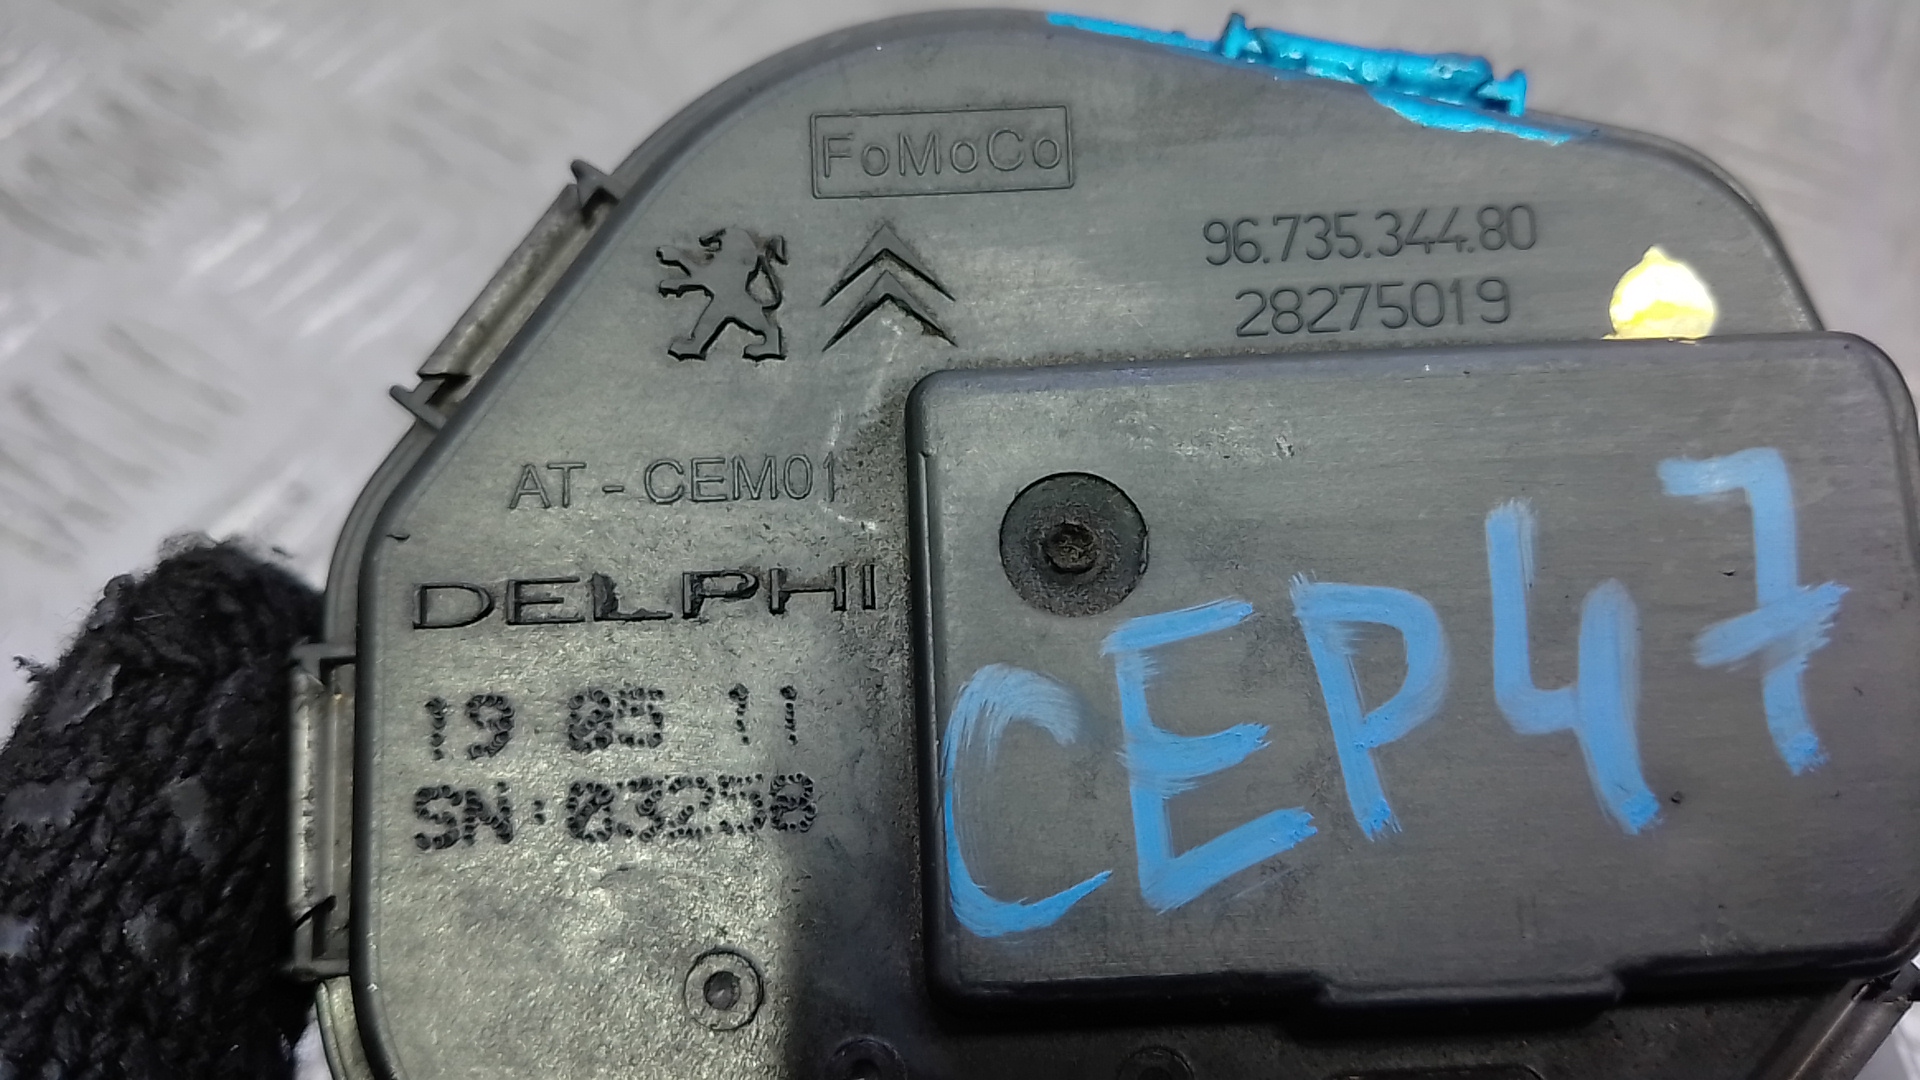 FoMoCo
96.735.344.80
28275019
AT - CEM01
DELPHI
19 05 11
SN: 03258
CEP47